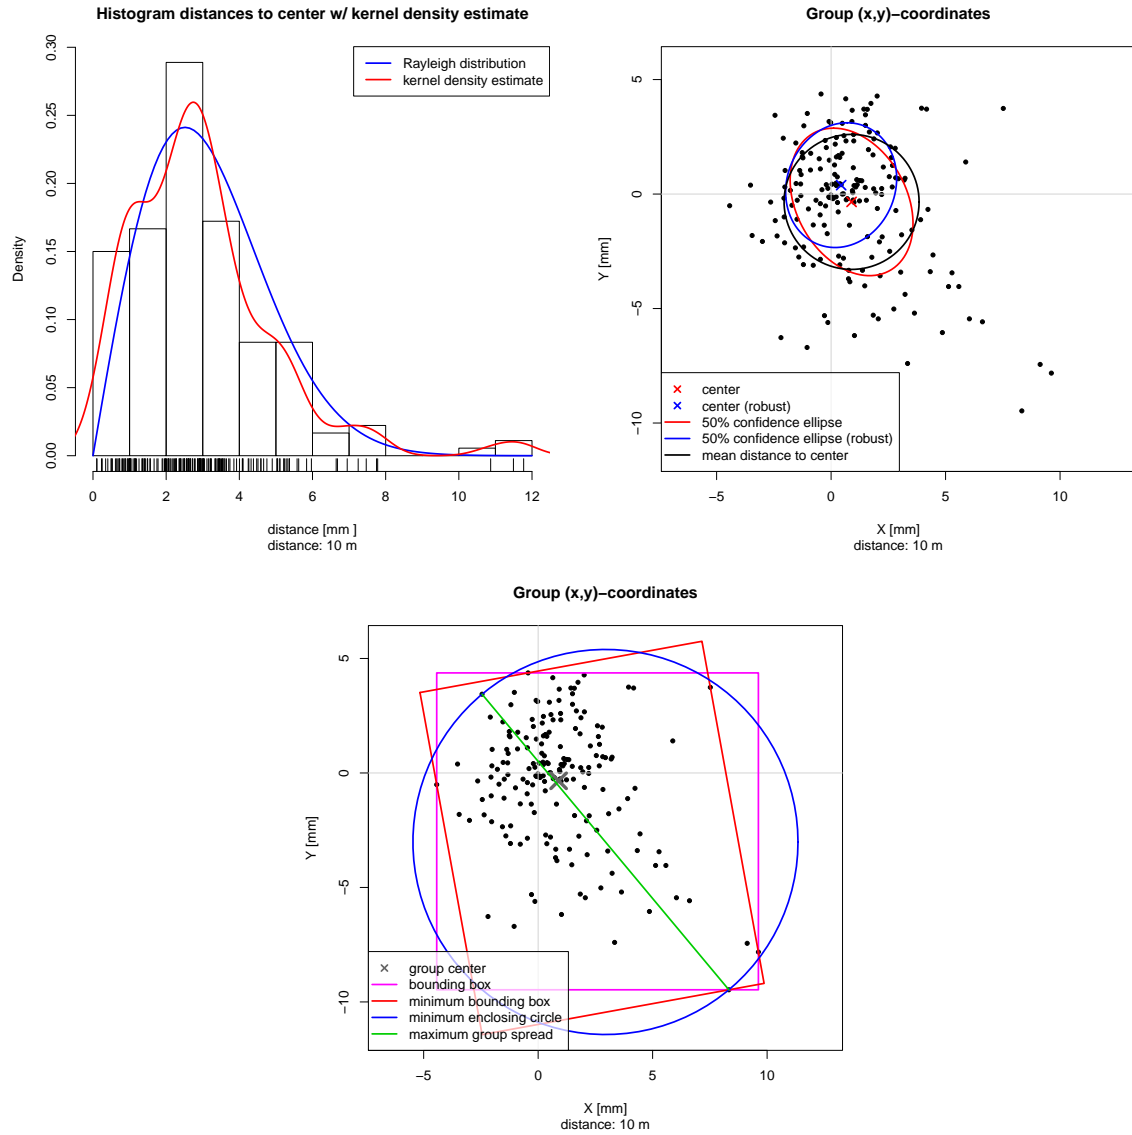 Histogram distances to center w/ kernel density estimate
Rayleigh distribution
kernel density estimate
Density
0.00 0.05 0.10 0.15 0.20 0.25 0.30
0 2 4 6 8 10 12
distance [mm ]
distance: 10 m
Group (x,y)−coordinates
Y [mm]
−10 −5 0 5
center
center (robust)
50% confidence ellipse
50% confidence ellipse (robust)
mean distance to center
−5 0 5 10
X [mm]
distance: 10 m
Group (x,y)−coordinates
Y [mm]
−10 −5 0 5
group center
bounding box
minimum bounding box
minimum enclosing circle
maximum group spread
−5 0 5 10
X [mm]
distance: 10 m